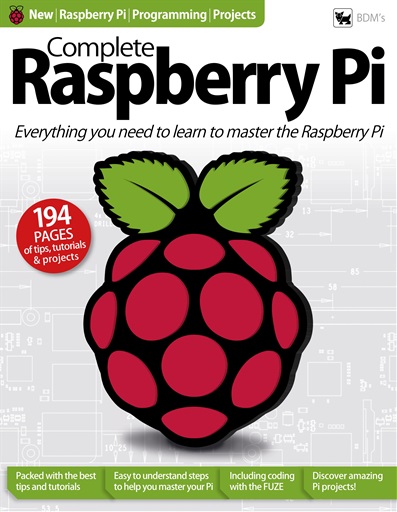 New | Raspberry Pi | Programming | Projects
BDM's
Complete
Raspberry Pi
Everything you need to learn to master the Raspberry Pi
194
PAGES
of tips, tutorials
& projects
Packed with the best
tips and tutorials
Easy to understand steps
to help you master your Pi
Including coding
with the FUZE
Discover amazing
Pi projects!